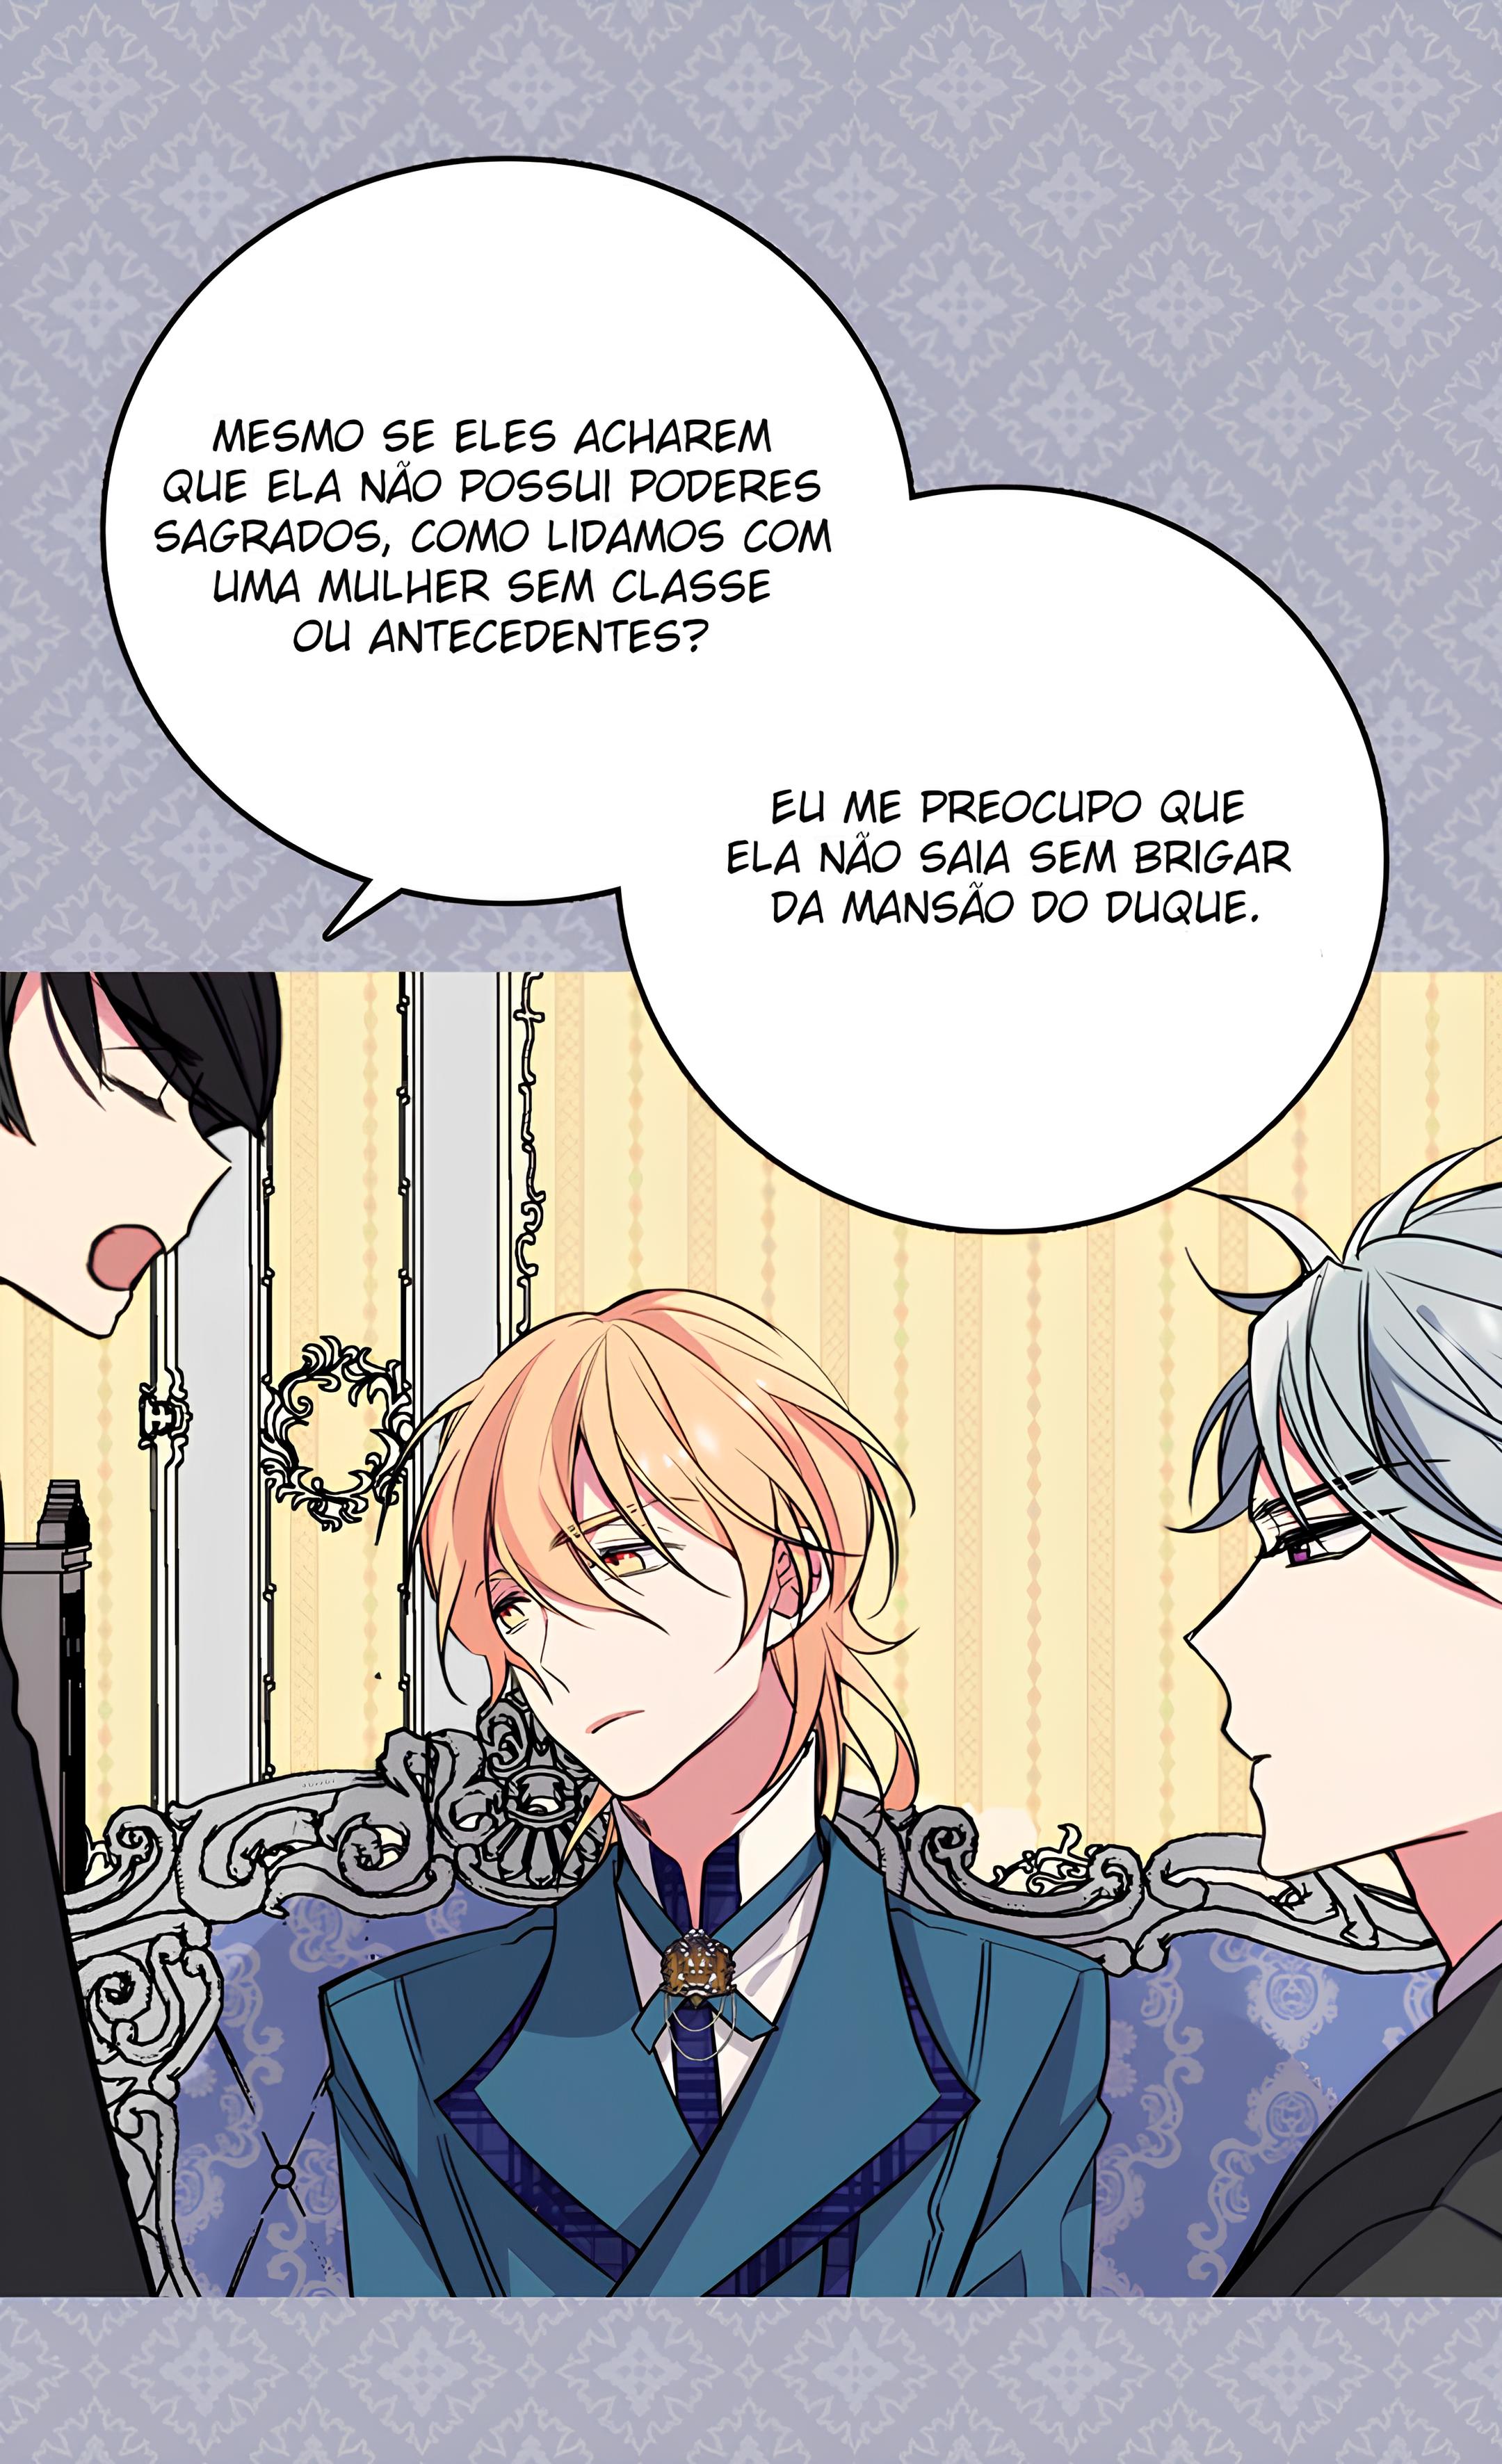 MESMO SE ELES ACHAREM
QUE ELA NÃO POSSUI PODERES
SAGRADOS, COMO LIDAMOS COM
UMA MULHER SEM CLASSE
OU ANTECEDENTES?
EU ME PREOCUPO QUE
ELA NÃO SAIA SEM BRIGAR
DA MANSÃO DO DUQUE.